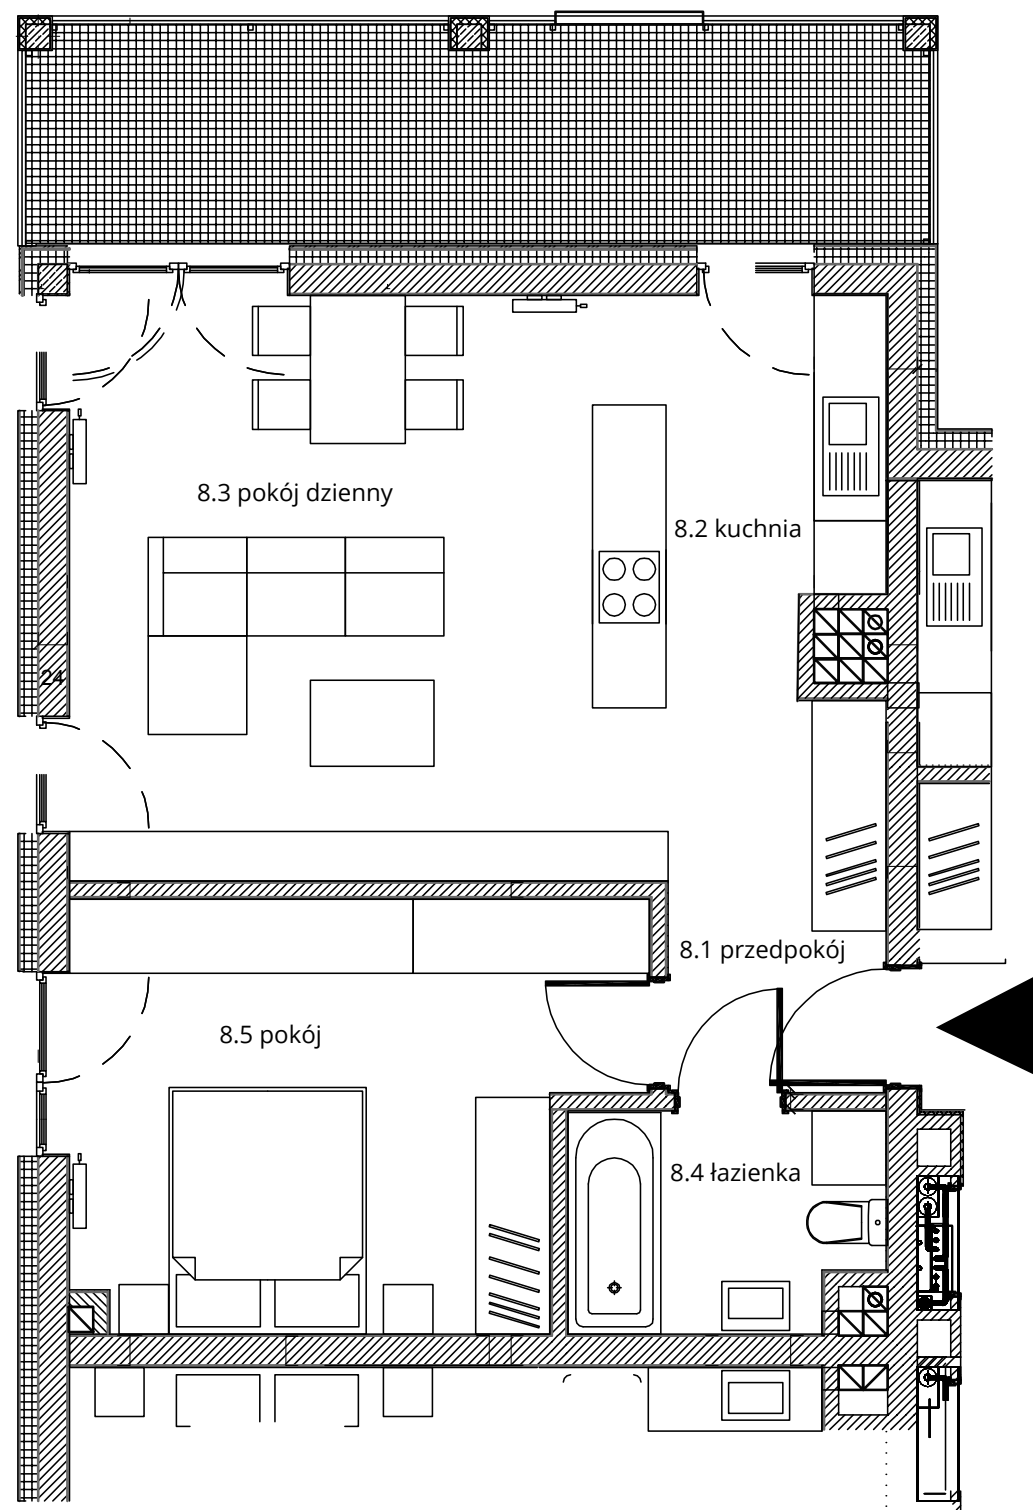 8.3 pokój dzienny
8.2 kuchnia
24
8.1 przedpokój
8.5 pokój
8.4 łazienka